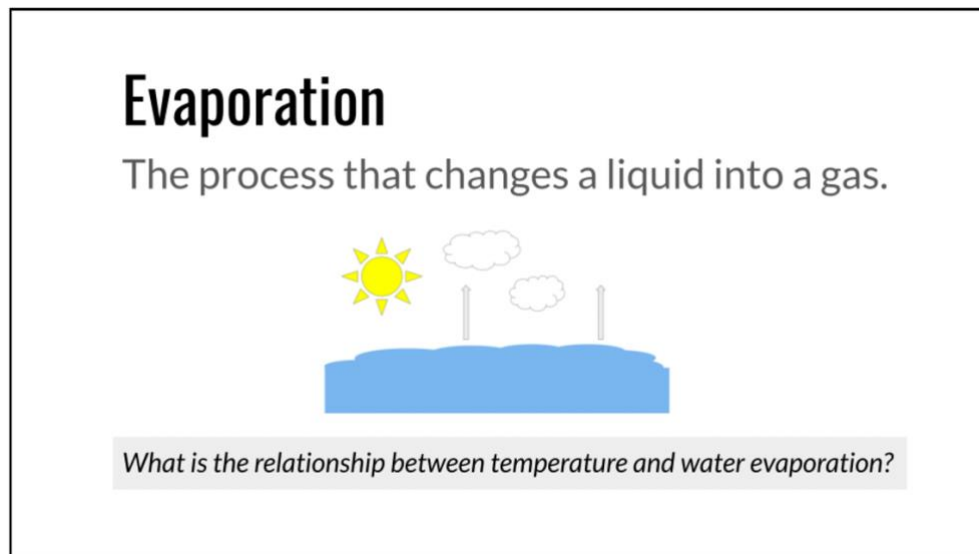 Evaporation
The process that changes a liquid into a gas.
What is the relationship between temperature and water evaporation?